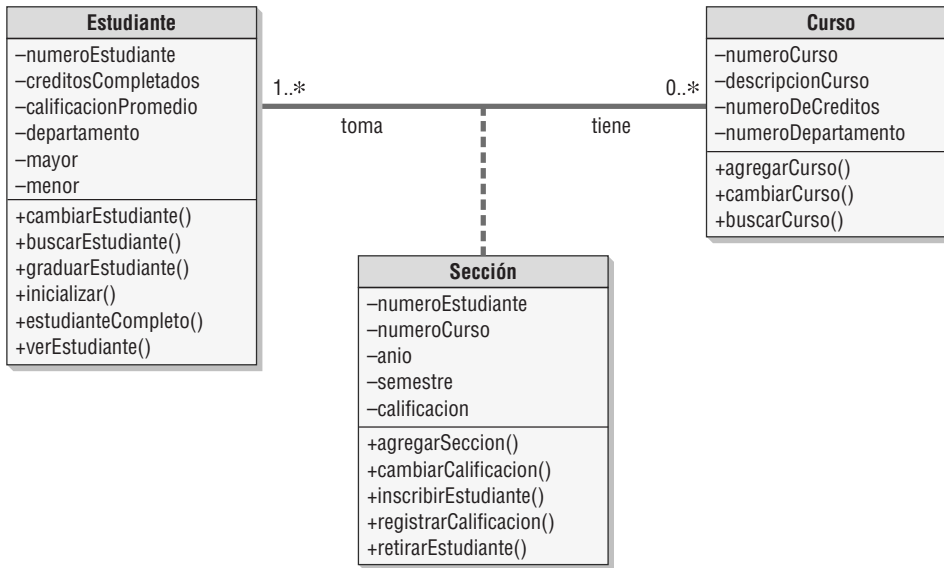 Estudiante
–numeroEstudiante
–creditosCompletados
–calificacionPromedio
–departamento
–mayor
–menor
+cambiarEstudiante()
+buscarEstudiante()
+graduarEstudiante()
+inicializar()
+estudianteCompleto()
+verEstudiante()
1..*
toma
0..*
tiene
Curso
–numeroCurso
–descripcionCurso
–numeroDeCreditos
–numeroDepartamento
+agregarCurso()
+cambiarCurso()
+buscarCurso()
Sección
–numeroEstudiante
–numeroCurso
–anio
–semestre
–calificacion
+agregarSeccion()
+cambiarCalificacion()
+inscribirEstudiante()
+registrarCalificacion()
+retirarEstudiante()